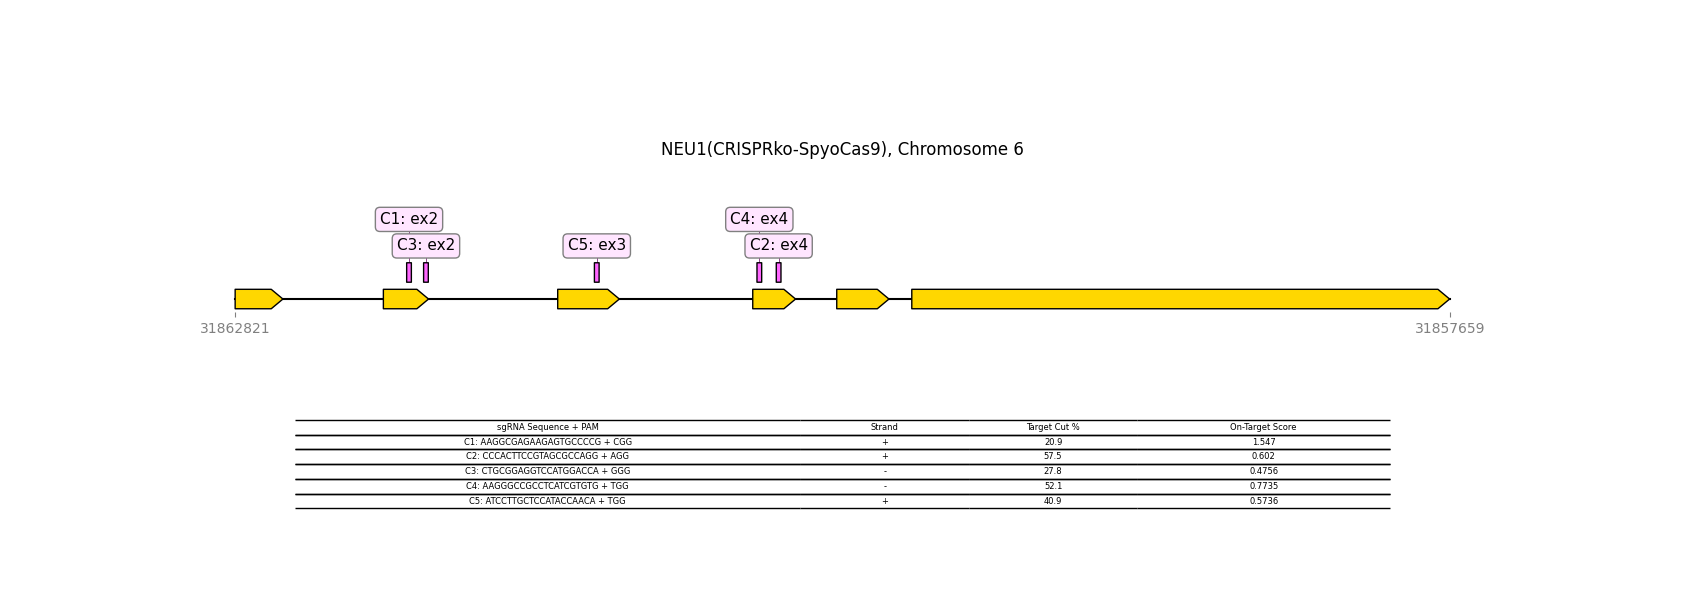 NEU1(CRISPRko-SpyoCas9), Chromosome 6
C1: ex2
C4: ex4
C3: ex2
C5: ex3
C2: ex4
31862821
31857659
sgRNA Sequence + PAM Strand Target Cut % On-Target Score
C1: AAGGCGAGAAGAGTGCCCCG + CGG + 20.9 1.547
C2: CCCACTTCCGTAGCGCCAGG + AGG + 57.5 0.602
C3: CTGCGGAGGTCCATGGACCA + GGG - 27.8 0.4756
C4: AAGGGCCGCCTCATCGTGTG + TGG - 52.1 0.7735
C5: ATCCTTGCTCCATACCAACA + TGG + 40.9 0.5736